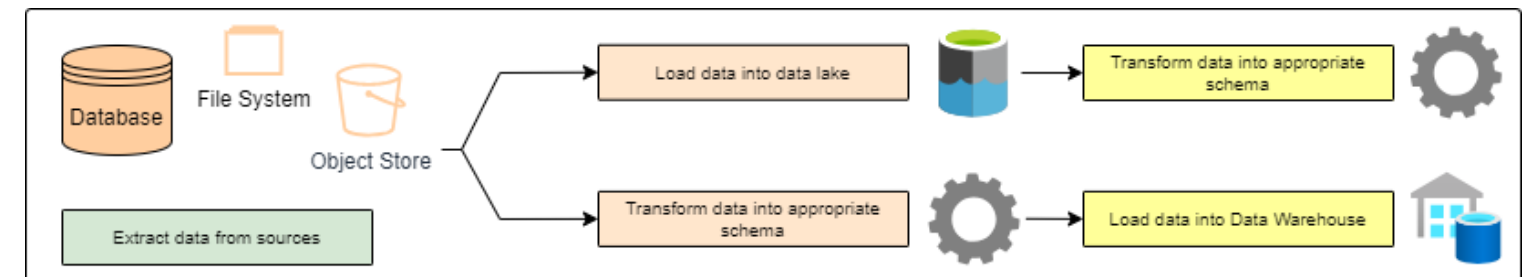 Database
File System
Object Store
Extract data from sources
Load data into data lake
Transform data into appropriate
schema
Transform data into appropriate
schema
Load data into Data Warehouse